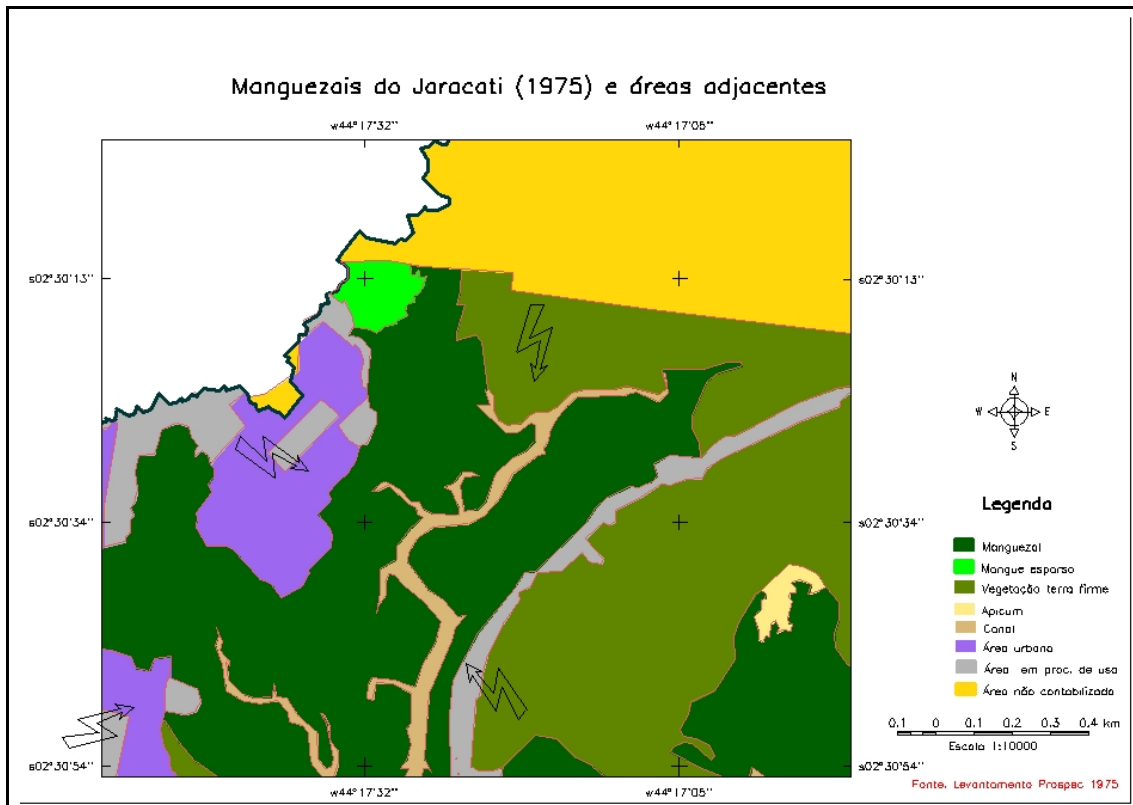 Manguezais do Jaracati (1975) e áreas adjacentes
w44°17'32'' w44°17'05''
s02°30'13'' s02°30'13''
N
W E
S
s02°30'34'' s02°30'34''
Legenda
Manguezal
Mangue esparso
Vegetação terra firme
Apicum
Canal
Área urbana
Área em proc. de uso
Área não contabilizada
0.1 0 0.1 0.2 0.3 0.4 km
Escala 1:10000
s02°30'54'' s02°30'54''
Fonte. Levantamento Prospec 1975
w44°17'32'' w44°17'05''